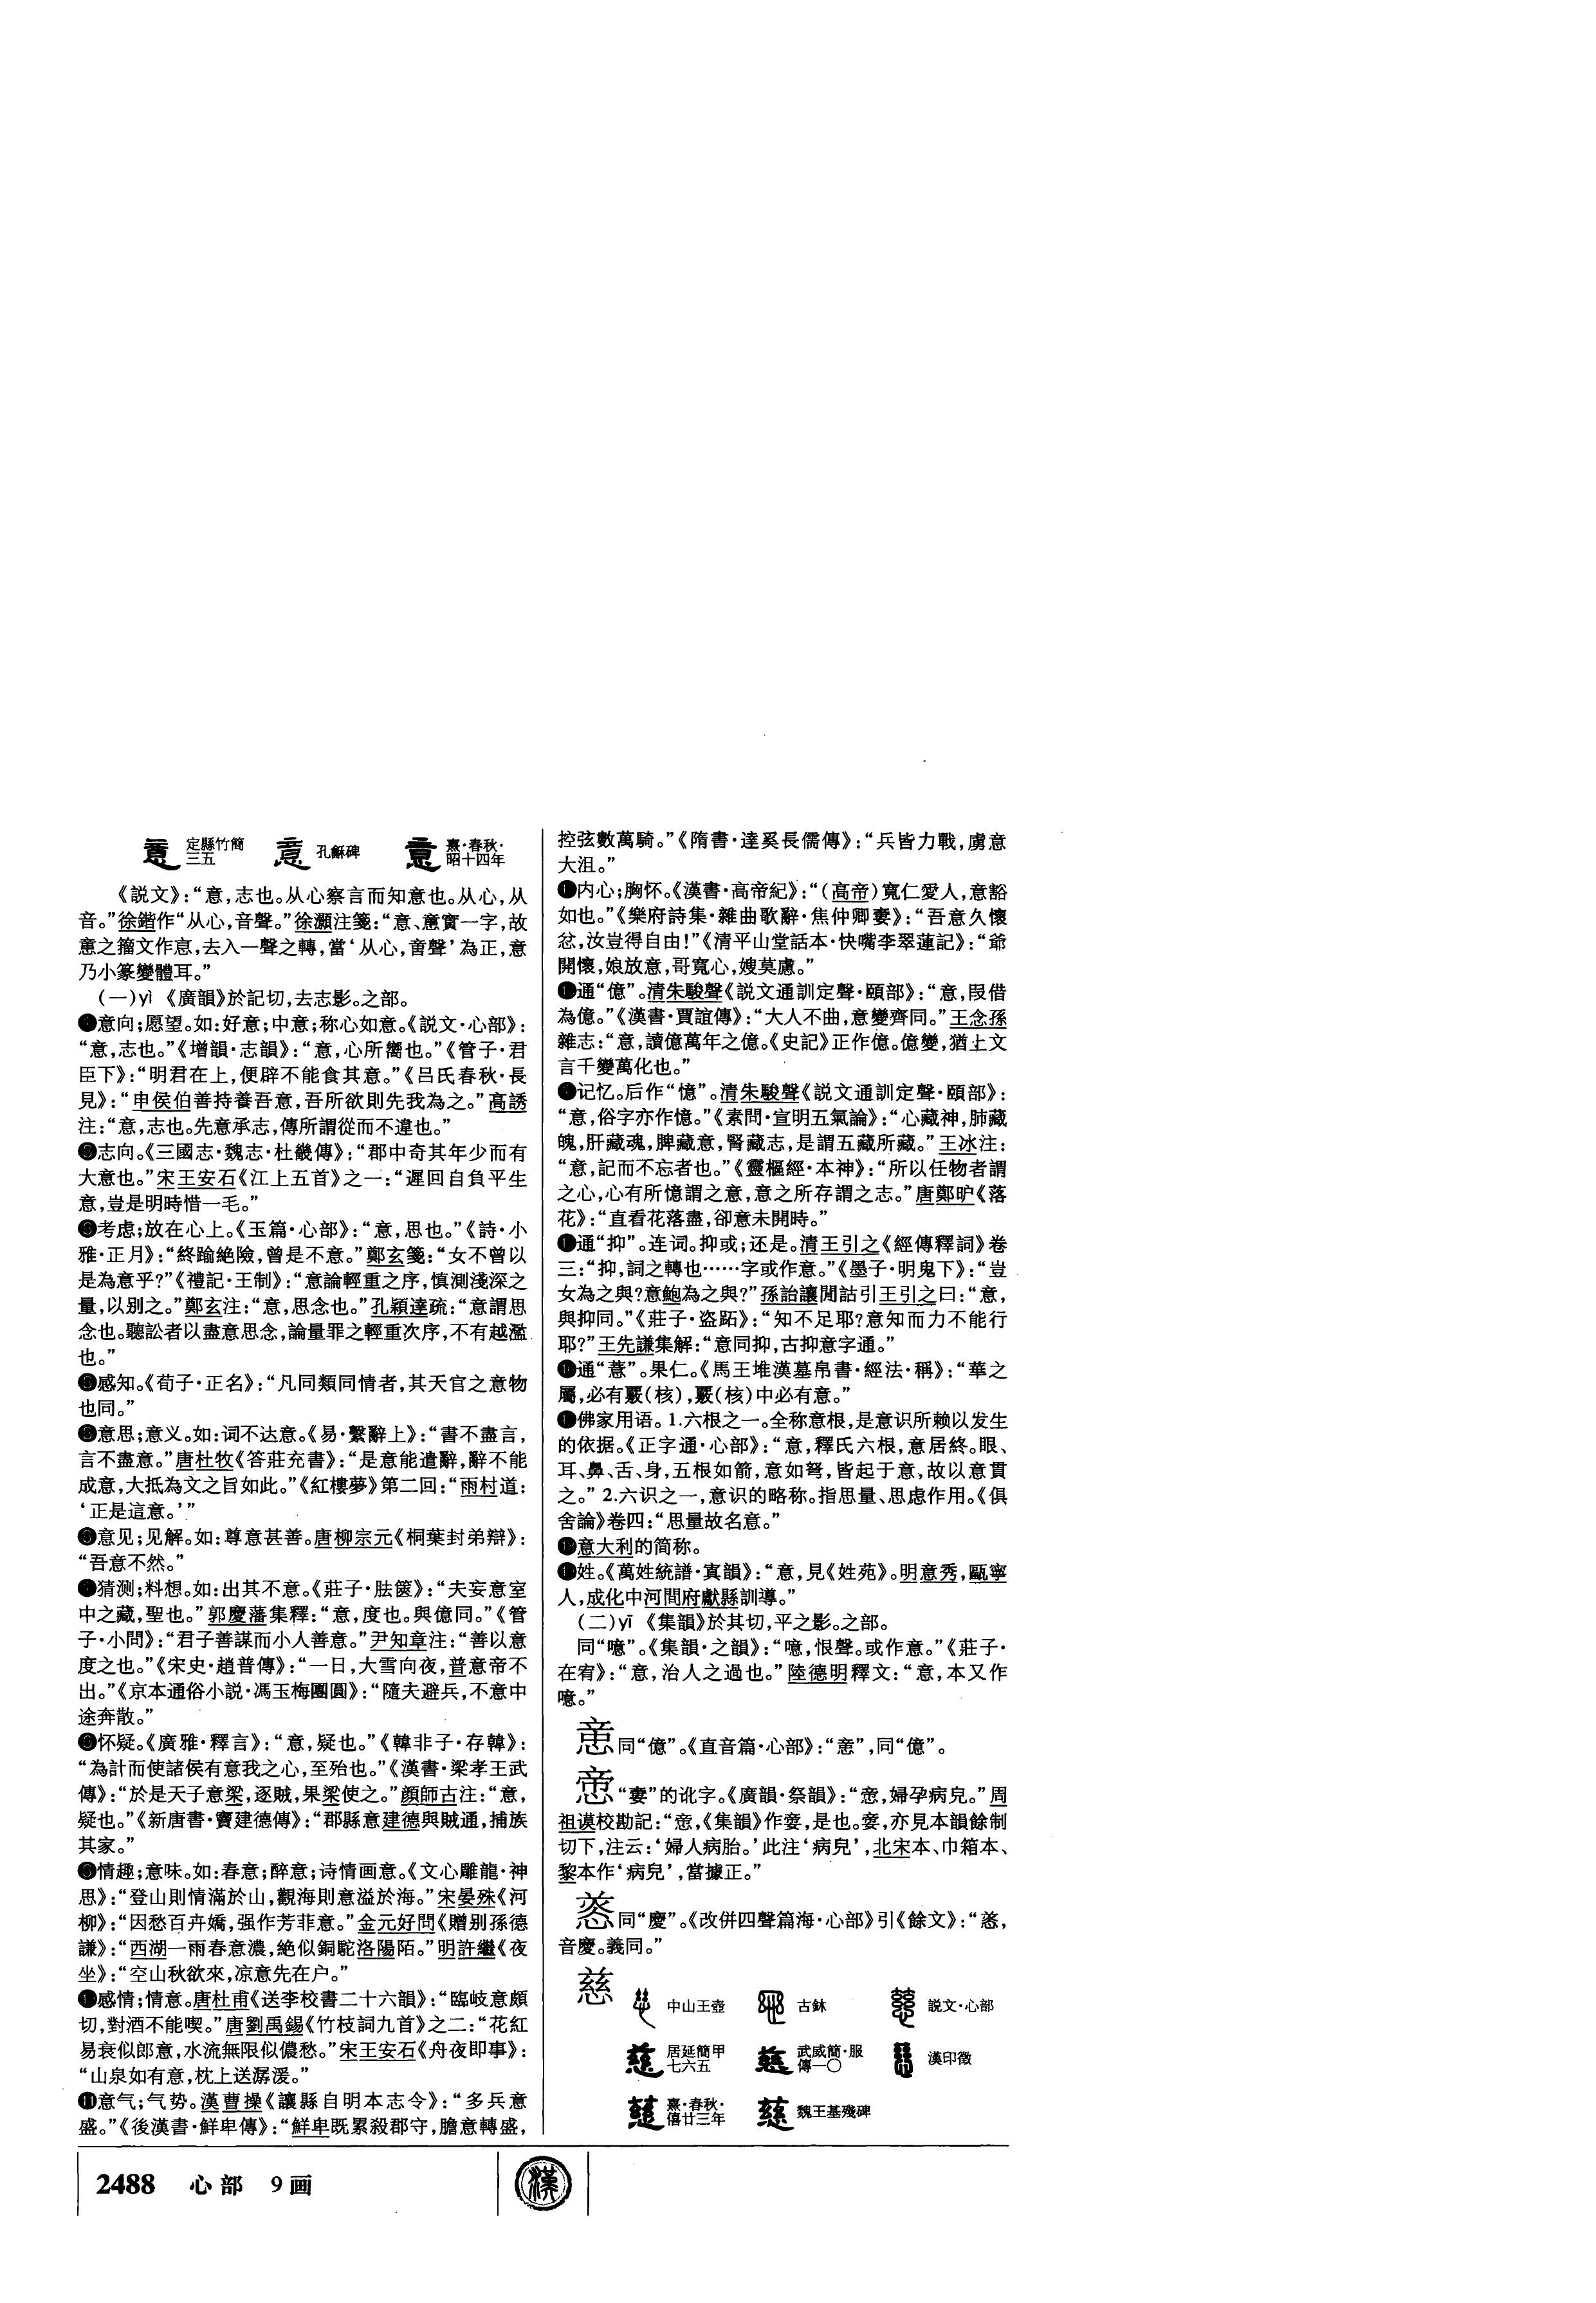 定縣竹簡三五 孔龢碑 熹·春秋·昭十四年
《説文》:“意,志也。从心察言而知意也。从心,从
音。”徐鍇作“从心,音聲。”徐灝注箋:“意、𢡃實一字,故
𢡃之籀文作𢍆,去入一聲之轉,當‘从心,啻聲’為正,意
乃小篆變體耳。”
(一)yì 《廣韻》於記切,去志影。之部。
意向;愿望。如:好意;中意;称心如意。《説文·心部》:
“意,志也。”《增韻·志韻》:“意,心所嚮也。”《管子·君
臣下》:“明君在上,便辟不能食其意。”《吕氏春秋·長
見》:“申侯伯善持養吾意,吾所欲則先我為之。”高誘
注:“意,志也。先意承志,傳所謂從而不違也。”
志向。《三國志·魏志·杜畿傳》:“郡中奇其年少而有
大意也。”宋王安石《江上五首》之一:“遲回自負平生
意,豈是明時惜一毛。”
考虑;放在心上。《玉篇·心部》:“意,思也。”《詩·小
雅·正月》:“終踰絶險,曾是不意。”鄭玄箋:“女不曾以
是為意乎?”《禮記·王制》:“意論輕重之序,慎測淺深之
量,以别之。”鄭玄注:“意,思念也。”孔穎達疏:“意謂思
念也。聽訟者以盡意思念,論量罪之輕重次序,不有越濫
也。”
感知。《荀子·正名》:“凡同類同情者,其天官之意物
也同。”
意思;意义。如:词不达意。《易·繫辭上》:“書不盡言,
言不盡意。”唐杜牧《答莊充書》:“是意能遣辭,辭不能
成意,大抵為文之旨如此。”《紅樓夢》第二回:“雨村道:
‘正是這意。’”
意见;见解。如:尊意甚善。唐柳宗元《桐葉封弟辯》:
“吾意不然。”
猜测;料想。如:出其不意。《莊子·胠篋》:“夫妄意室
中之藏,聖也。”郭慶藩集釋:“意,度也。與億同。”《管
子·小問》:“君子善謀而小人善意。”尹知章注:“善以意
度之也。”《宋史·趙普傳》:“一日,大雪向夜,普意帝不
出。”《京本通俗小説·馮玉梅團圓》:“隨夫避兵,不意中
途奔散。”
怀疑。《廣雅·釋言》:“意,疑也。”《韓非子·存韓》:
“為計而使諸侯有意我之心,至殆也。”《漢書·梁孝王武
傳》:“於是天子意梁,逐賊,果梁使之。”顔師古注:“意,
疑也。”《新唐書·竇建德傳》:“郡縣意建德與賊通,捕族
其家。”
情趣;意味。如:春意;醉意;诗情画意。《文心雕龍·神
思》:“登山則情滿於山,觀海則意溢於海。”宋晏殊《河
柳》:“因愁百卉嬌,强作芳菲意。”金元好問《贈别孫德
謙》:“西湖一雨春意濃,絶似銅駝洛陽陌。”明許繼《夜
坐》:“空山秋欲來,凉意先在户。”
感情;情意。唐杜甫《送李校書二十六韻》:“臨岐意頗
切,對酒不能喫。”唐劉禹錫《竹枝詞九首》之二:“花紅
易衰似郎意,水流無限似儂愁。”宋王安石《舟夜即事》:
“山泉如有意,枕上送潺湲。”
⓫意气;气势。漢曹操《讓縣自明本志令》:“多兵意
盛。”《後漢書·鮮卑傳》:“鮮卑既累殺郡守,膽意轉盛,
控弦數萬騎。”《隋書·達奚長儒傳》:“兵皆力戰,虜意
大沮。”
内心;胸怀。《漢書·高帝紀》:“(高帝)寬仁愛人,意豁
如也。”《樂府詩集·雜曲歌辭·焦仲卿妻》:“吾意久懷
忿,汝豈得自由!”《清平山堂話本·快嘴李翠蓮記》:“爺
開懷,娘放意,哥寬心,嫂莫慮。”
通“億”。清朱駿聲《説文通訓定聲·頤部》:“意,叚借
為億。”《漢書·賈誼傳》:“大人不曲,意變齊同。”王念孫
雜志:“意,讀億萬年之億。《史記》正作億。億變,猶上文
言千變萬化也。”
记忆。后作“憶”。清朱駿聲《説文通訓定聲·頤部》:
“意,俗字亦作憶。”《素問·宣明五氣論》:“心藏神,肺藏
魄,肝藏魂,脾藏意,腎藏志,是謂五藏所藏。”王冰注:
“意,記而不忘者也。”《靈樞經·本神》:“所以任物者謂
之心,心有所憶謂之意,意之所存謂之志。”唐鄭㠯《落
花》:“直看花落盡,卻意未開時。”
通“抑”。连词。抑或;还是。清王引之《經傳釋詞》卷
三:“抑,詞之轉也……字或作意。”《墨子·明鬼下》:“豈
女為之與?意鮑為之與?”孫詒讓閒詁引王引之曰:“意,
與抑同。”《莊子·盗跖》:“知不足耶?意知而力不能行
耶?”王先謙集解:“意同抑,古抑意字通。”
通“薏”。果仁。《馬王堆漢墓帛書·經法·稱》:“華之
屬,必有覈(核),覈(核)中必有意。”
佛家用语。1.六根之一。全称意根,是意识所赖以发生
的依据。《正字通·心部》:“意,釋氏六根,意居終。眼、
耳、鼻、舌、身,五根如箭,意如弩,皆起于意,故以意貫
之。” 2.六识之一,意识的略称。指思量、思虑作用。《俱
舍論》卷四:“思量故名意。”
意大利的简称。
姓。《萬姓統譜·寘韻》:“意,見《姓苑》。明意秀,甌寧
人,成化中河間府獻縣訓導。”
(二)yī 《集韻》於其切,平之影。之部。
同“噫”。《集韻·之韻》:“噫,恨聲。或作意。”《莊子·
在宥》:“意,治人之過也。”陸德明釋文:“意,本又作
噫。”
同“億”。《直音篇·心部》:“”,同“億”。
“㜅”的讹字。《廣韻·祭韻》:“,婦孕病皃。”周
祖谟校勘記:“,《集韻》作,是也。,亦見本韻餘制
切下,注云:‘婦人病胎。’此注‘病兒’,北宋本、巾箱本、
黎本作‘病皃’,當據正。”
同“慶”。《改併四聲篇海·心部》引《餘文》:“,
音慶。義同。”
慈 中山王壺 古鉥 説文·心部
居延簡甲七六五 武威簡·服傳一〇 漢印徵
熹·春秋·僖廿三年 魏王基殘碑
2488 心部 9画
漢